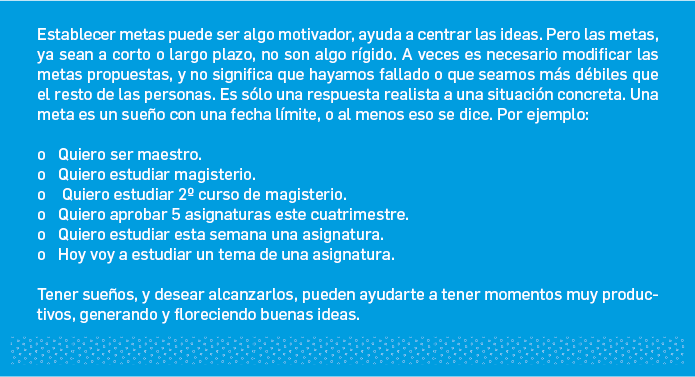 Establecer metas puede ser algo motivador, ayuda a centrar las ideas. Pero las metas,
ya sean a corto o largo plazo, no son algo rígido. A veces es necesario modificar las
metas propuestas, y no significa que hayamos fallado o que seamos más débiles que
el resto de las personas. Es sólo una respuesta realista a una situación concreta. Una
meta es un sueño con una fecha límite, o al menos eso se dice. Por ejemplo:
o Quiero ser maestro.
o Quiero estudiar magisterio.
o Quiero estudiar 2º curso de magisterio.
o Quiero aprobar 5 asignaturas este cuatrimestre.
o Quiero estudiar esta semana una asignatura.
o Hoy voy a estudiar un tema de una asignatura.
Tener sueños, y desear alcanzarlos, pueden ayudarte a tener momentos muy produc-
tivos, generando y floreciendo buenas ideas.